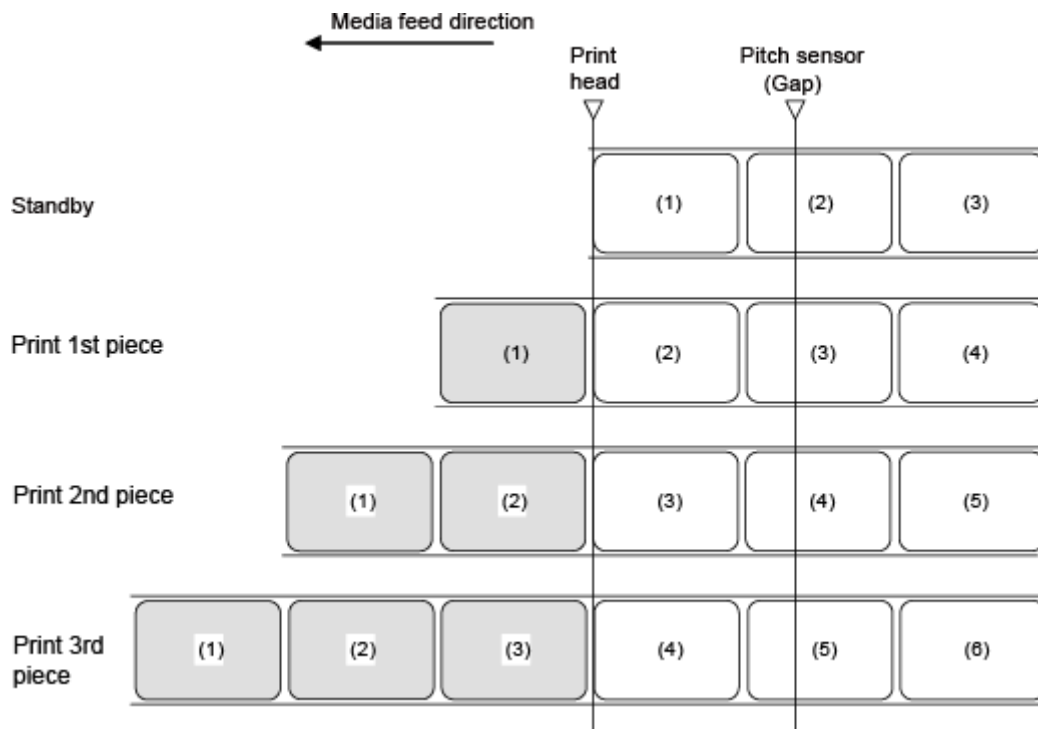 Media feed direction
Print
head
Pitch sensor
(Gap)
Standby
(1)
(2)
(3)
Print 1st piece
(1)
(2)
(3)
(4)
Print 2nd piece
(1)
(2)
(3)
(4)
(5)
Print 3rd
piece
(1)
(2)
(3)
(4)
(5)
(6)